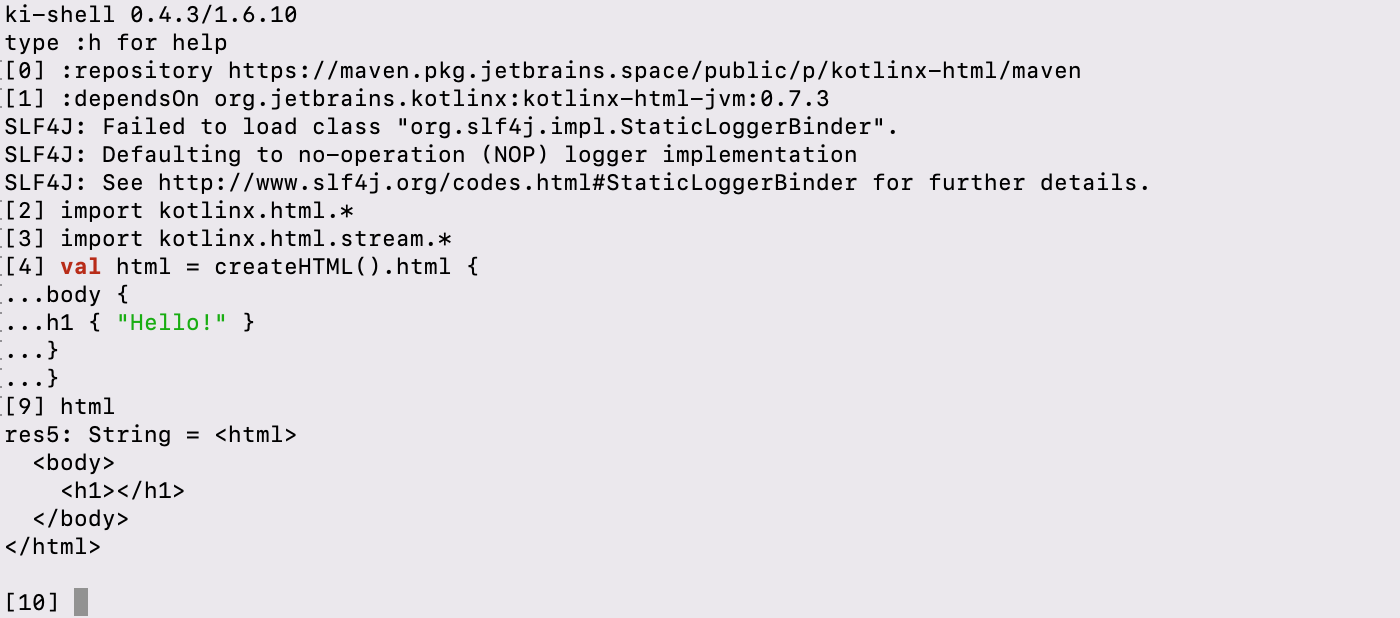 ki-shell 0.4.3/1.6.10
type :h for help
[0] :repository https://maven.pkg.jetbrains.space/public/p/kotlinx-html/maven
[1] :dependsOn org.jetbrains.kotlinx:kotlinx-html-jvm:0.7.3
SLF4J: Failed to load class "org.slf4j.impl.StaticLoggerBinder".
SLF4J: Defaulting to no-operation (NOP) logger implementation
SLF4J: See http://www.slf4j.org/codes.html#StaticLoggerBinder for further details.
[2] import kotlinx.html.*
[3] import kotlinx.html.stream.*
[4] val html = createHTML().html {
...body {
...h1 { "Hello!" }
...}
...}
[9] html
res5: String = <html>
  <body>
    <h1></h1>
  </body>
</html>

[10]